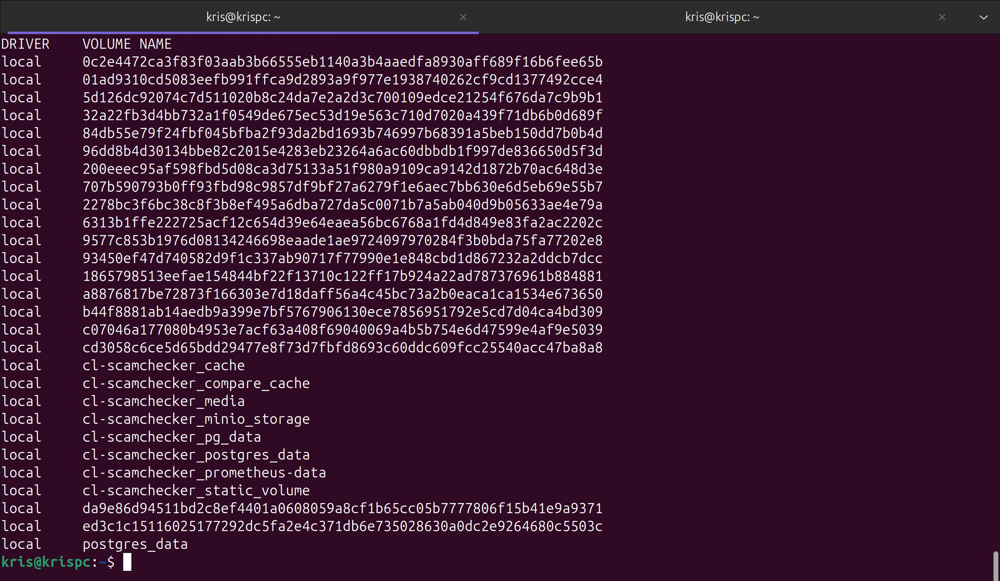 kris@krispc: ~
kris@krispc: ~
DRIVER    VOLUME NAME
local     0c2e4472ca3f83f03aab3b66555eb1140a3b4aaedfa8930aff689f16b6fee65b
local     01ad9310cd5083eefb991ffca9d2893a9f977e1938740262cf9cd1377492cce4
local     5d126dc92074c7d511020b8c24da7e2a2d3c700109edce21254f676da7c9b9b1
local     32a22fb3d4bb732a1f0549de675ec53d19e563c710d7020a439f71db6b0d689f
local     84db55e79f24fbf045bfba2f93da2bd1693b746997b68391a5beb150dd7b0b4d
local     96dd8b4d30134bbe82c2015e4283eb23264a6ac60dbbdb1f997de836650d5f3d
local     200eeec95af598fbd5d08ca3d75133a51f980a9109ca9142d1872b70ac648d3e
local     707b590793b0ff93fbd98c9857df9bf27a6279f1e6aec7bb630e6d5eb69e55b7
local     2278bc3f6bc38c8f3b8ef495a6dba727da5c0071b7a5ab040d9b05633ae4e79a
local     6313b1ffe222725acf12c654d39e64eaea56bc6768a1fd4d849e83fa2ac2202c
local     9577c853b1976d08134246698eaade1ae9724097970284f3b0bda75fa77202e8
local     93450ef47d740582d9f1c337ab90717f77990e1e848cbd1d867232a2ddcb7dcc
local     1865798513eefae154844bf22f13710c122ff17b924a22ad787376961b884881
local     a8876817be72873f166303e7d18daff56a4c45bc73a2b0eaca1ca1534e673650
local     b44f8881ab14aedb9a399e7bf5767906130ece7856951792e5cd7d04ca4bd309
local     c07046a177080b4953e7acf63a408f69040069a4b5b754e6d47599e4af9e5039
local     cd3058c6ce5d65bdd29477e8f73d7fbfd8693c60ddc609fcc25540acc47ba8a8
local     cl-scamchecker_cache
local     cl-scamchecker_compare_cache
local     cl-scamchecker_media
local     cl-scamchecker_minio_storage
local     cl-scamchecker_pg_data
local     cl-scamchecker_postgres_data
local     cl-scamchecker_prometheus-data
local     cl-scamchecker_static_volume
local     da9e86d94511bd2c8ef4401a0608059a8cf1b65cc05b7777806f15b41e9a9371
local     ed3c1c15116025177292dc5fa2e4c371db6e735028630a0dc2e9264680c5503c
local     postgres_data
kris@krispc:~$